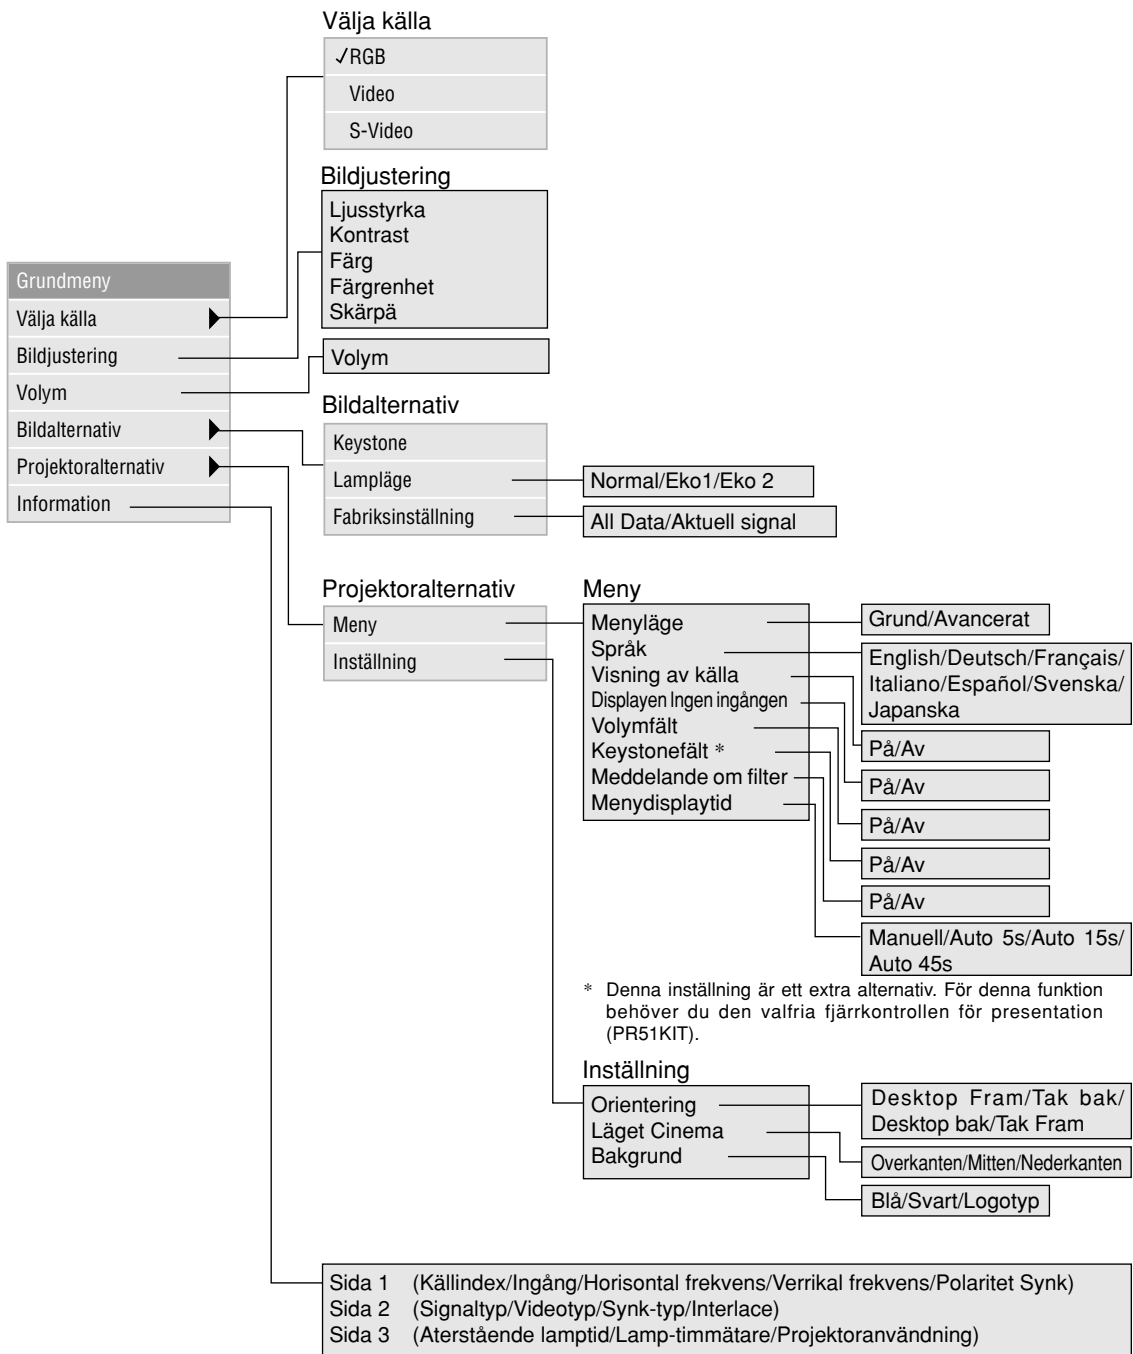 Välja källa
✓RGB
Video
S-Video
Bildjustering
Ljusstyrka
Kontrast
Färg
Färgrenhet
Skärpä
Grundmeny
Välja källa
Bildjustering
Volym
Bildalternativ
Projektoralternativ
Information
Volym
Bildalternativ
Keystone
Lampläge
Fabriksinställning
Normal/Eko1/Eko 2
All Data/Aktuell signal
Projektoralternativ
Meny
Inställning
Meny
Menyläge
Språk
Visning av källa
Displayen Ingen ingången
Volymfält
Keystonefält *
Meddelande om filter
Menydisplaytid
Grund/Avancerat
English/Deutsch/Français/
Italiano/Español/Svenska/
Japanska
På/Av
På/Av
På/Av
På/Av
På/Av
Manuell/Auto 5s/Auto 15s/
Auto 45s
* Denna inställning är ett extra alternativ. För denna funktion
behöver du den valfria fjärrkontrollen för presentation
(PR51KIT).
Inställning
Orientering
Läget Cinema
Bakgrund
Desktop Fram/Tak bak/
Desktop bak/Tak Fram
Overkanten/Mitten/Nederkanten
Blå/Svart/Logotyp
Sida 1 (Källindex/Ingång/Horisontal frekvens/Verrikal frekvens/Polaritet Synk)
Sida 2 (Signaltyp/Videotyp/Synk-typ/Interlace)
Sida 3 (Aterstående lamptid/Lamp-timmätare/Projektoranvändning)